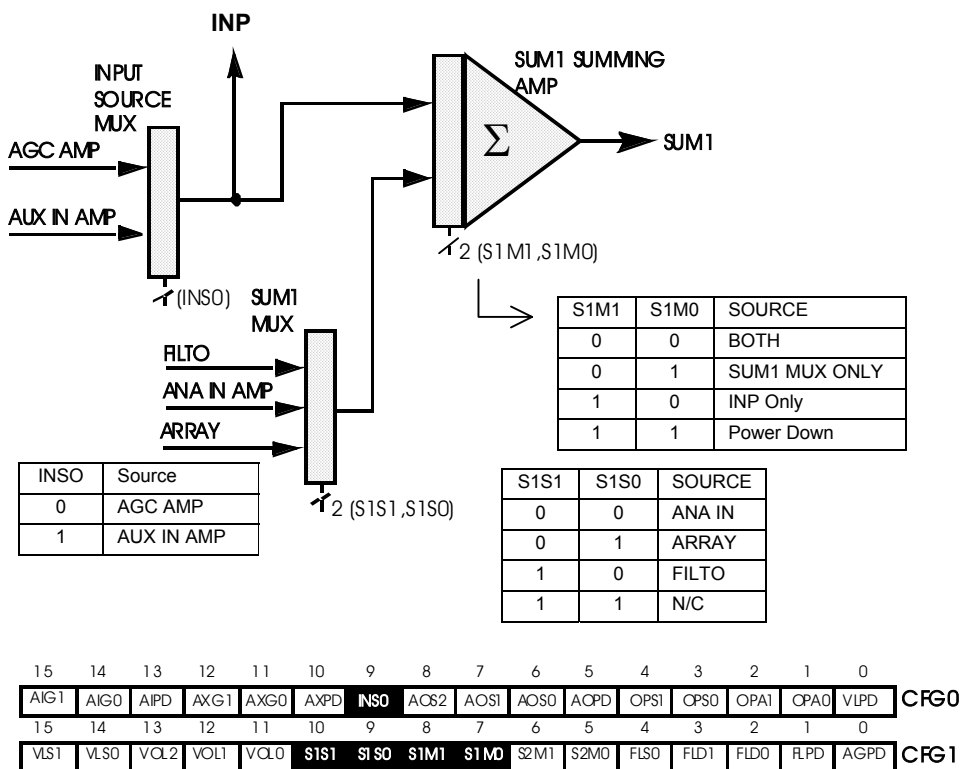 INP
INPUT
SOURCE
MUX
SUM1 SUMMING
AMP
AGC AMP
Σ
SUM1
AUX IN AMP
2 (S1M1,S1M0)
(INS0)
SUM1
MUX
FILTO
ANA IN AMP
ARRAY
2 (S1S1,S1S0)
S1M1 S1M0 SOURCE
0 0 BOTH
0 1 SUM1 MUX ONLY
1 0 INP Only
1 1 Power Down
INSO Source
0 AGC AMP
1 AUX IN AMP
S1S1 S1S0 SOURCE
0 0 ANA IN
0 1 ARRAY
1 0 FILTO
1 1 N/C
15 14 13 12 11 10 9 8 7 6 5 4 3 2 1 0
AIG1 AIG0 AIPD AXG1 AXG0 AXPD INS0 AOS2 AOS1 AOS0 AOPD OPS1 OPS0 OPA1 OPA0 VLPD CFG0
15 14 13 12 11 10 9 8 7 6 5 4 3 2 1 0
VLS1 VLS0 VOL2 VOL1 VOL0 S1S1 S1S0 S1M1 S1M0 S2M1 S2M0 FLS0 FLD1 FLD0 FLPD AGPD CFG1